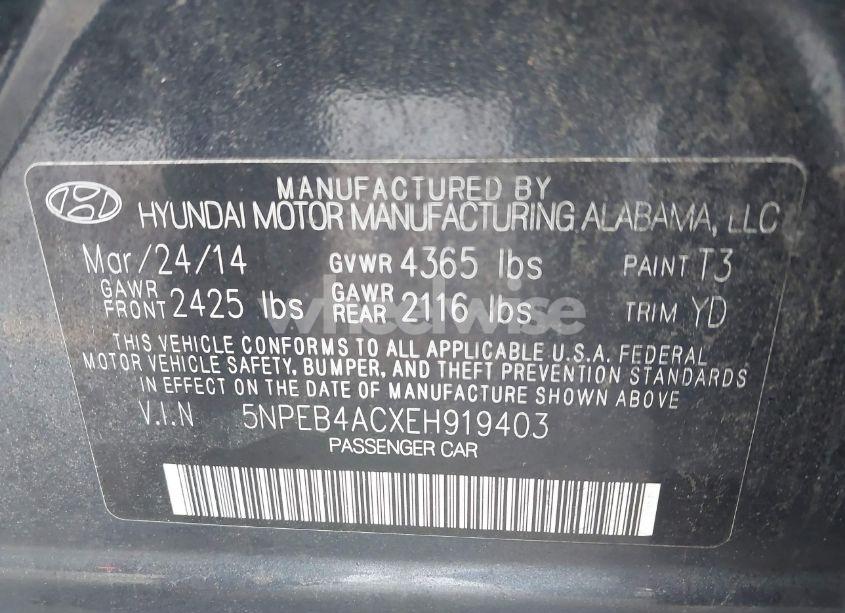 MANUFACTURED BY
HYUNDAI MOTOR MANUFACTURING ALABAMA, LLC
Mar/24/14 GVWR 4365 lbs PAINT T3
GAWR FRONT 2425 lbs GAWR REAR 2116 lbs TRIM YD
wheelwise
THIS VEHICLE CONFORMS TO ALL APPLICABLE U.S.A. FEDERAL
MOTOR VEHICLE SAFETY, BUMPER, AND THEFT PREVENTION STANDARDS
IN EFFECT ON THE DATE OF MANUFACTURE SHOWN ABOVE
V.I.N 5NPEB4ACXEH919403
PASSENGER CAR